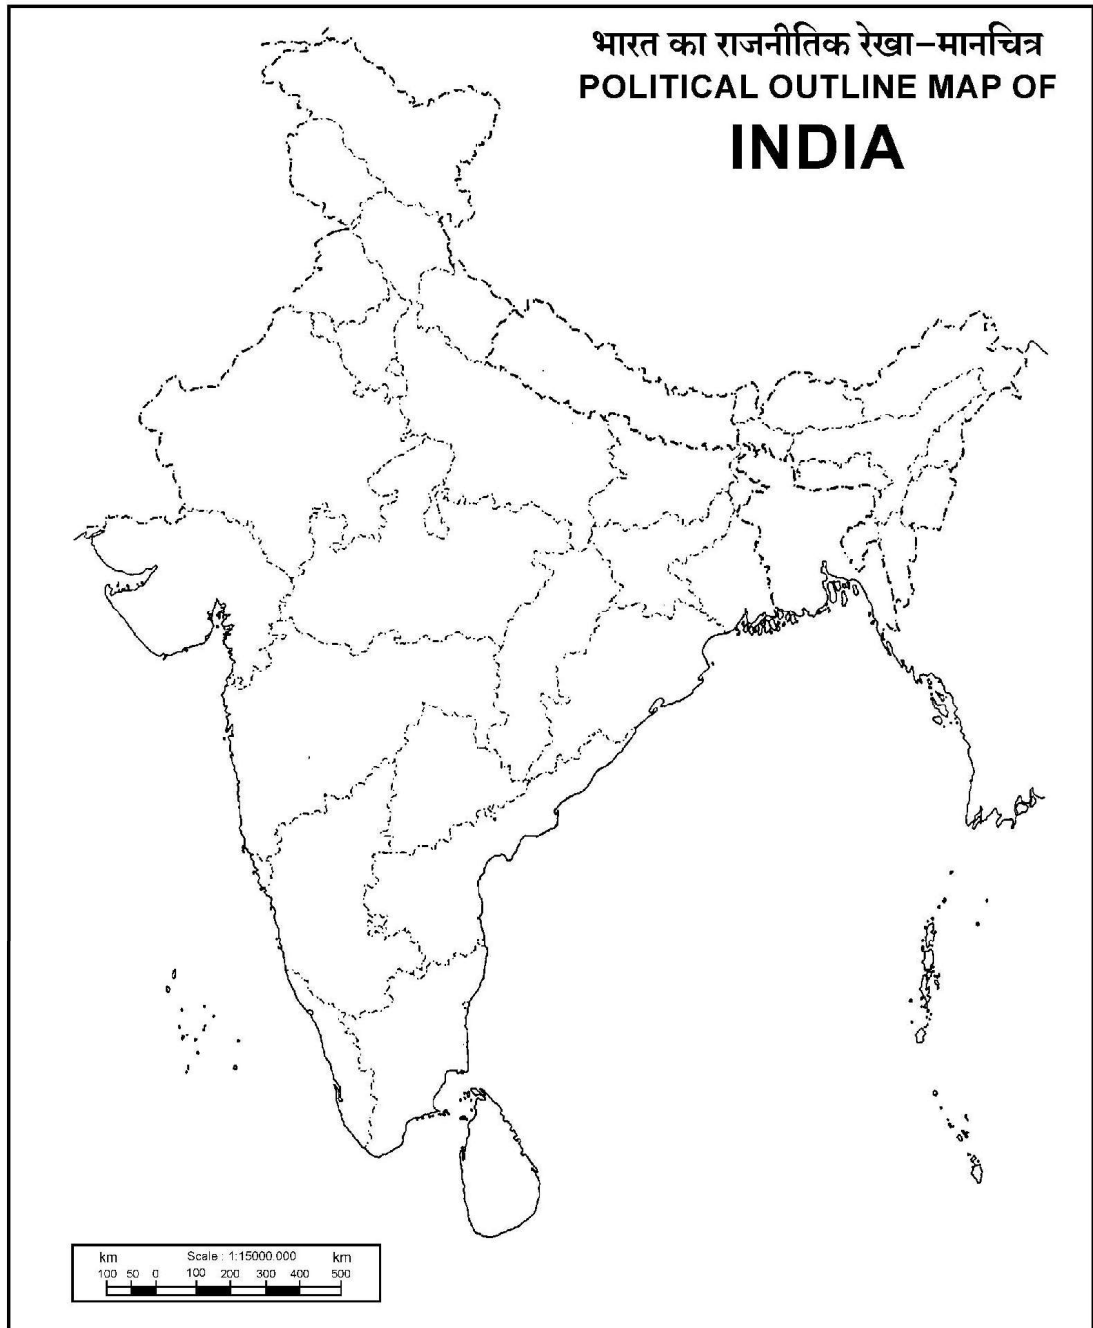 भारत का राजनीतिक रेखा–मानचित्र
POLITICAL OUTLINE MAP OF
INDIA
km Scale : 1:15000.000 km
100 50 0 100 200 300 400 500